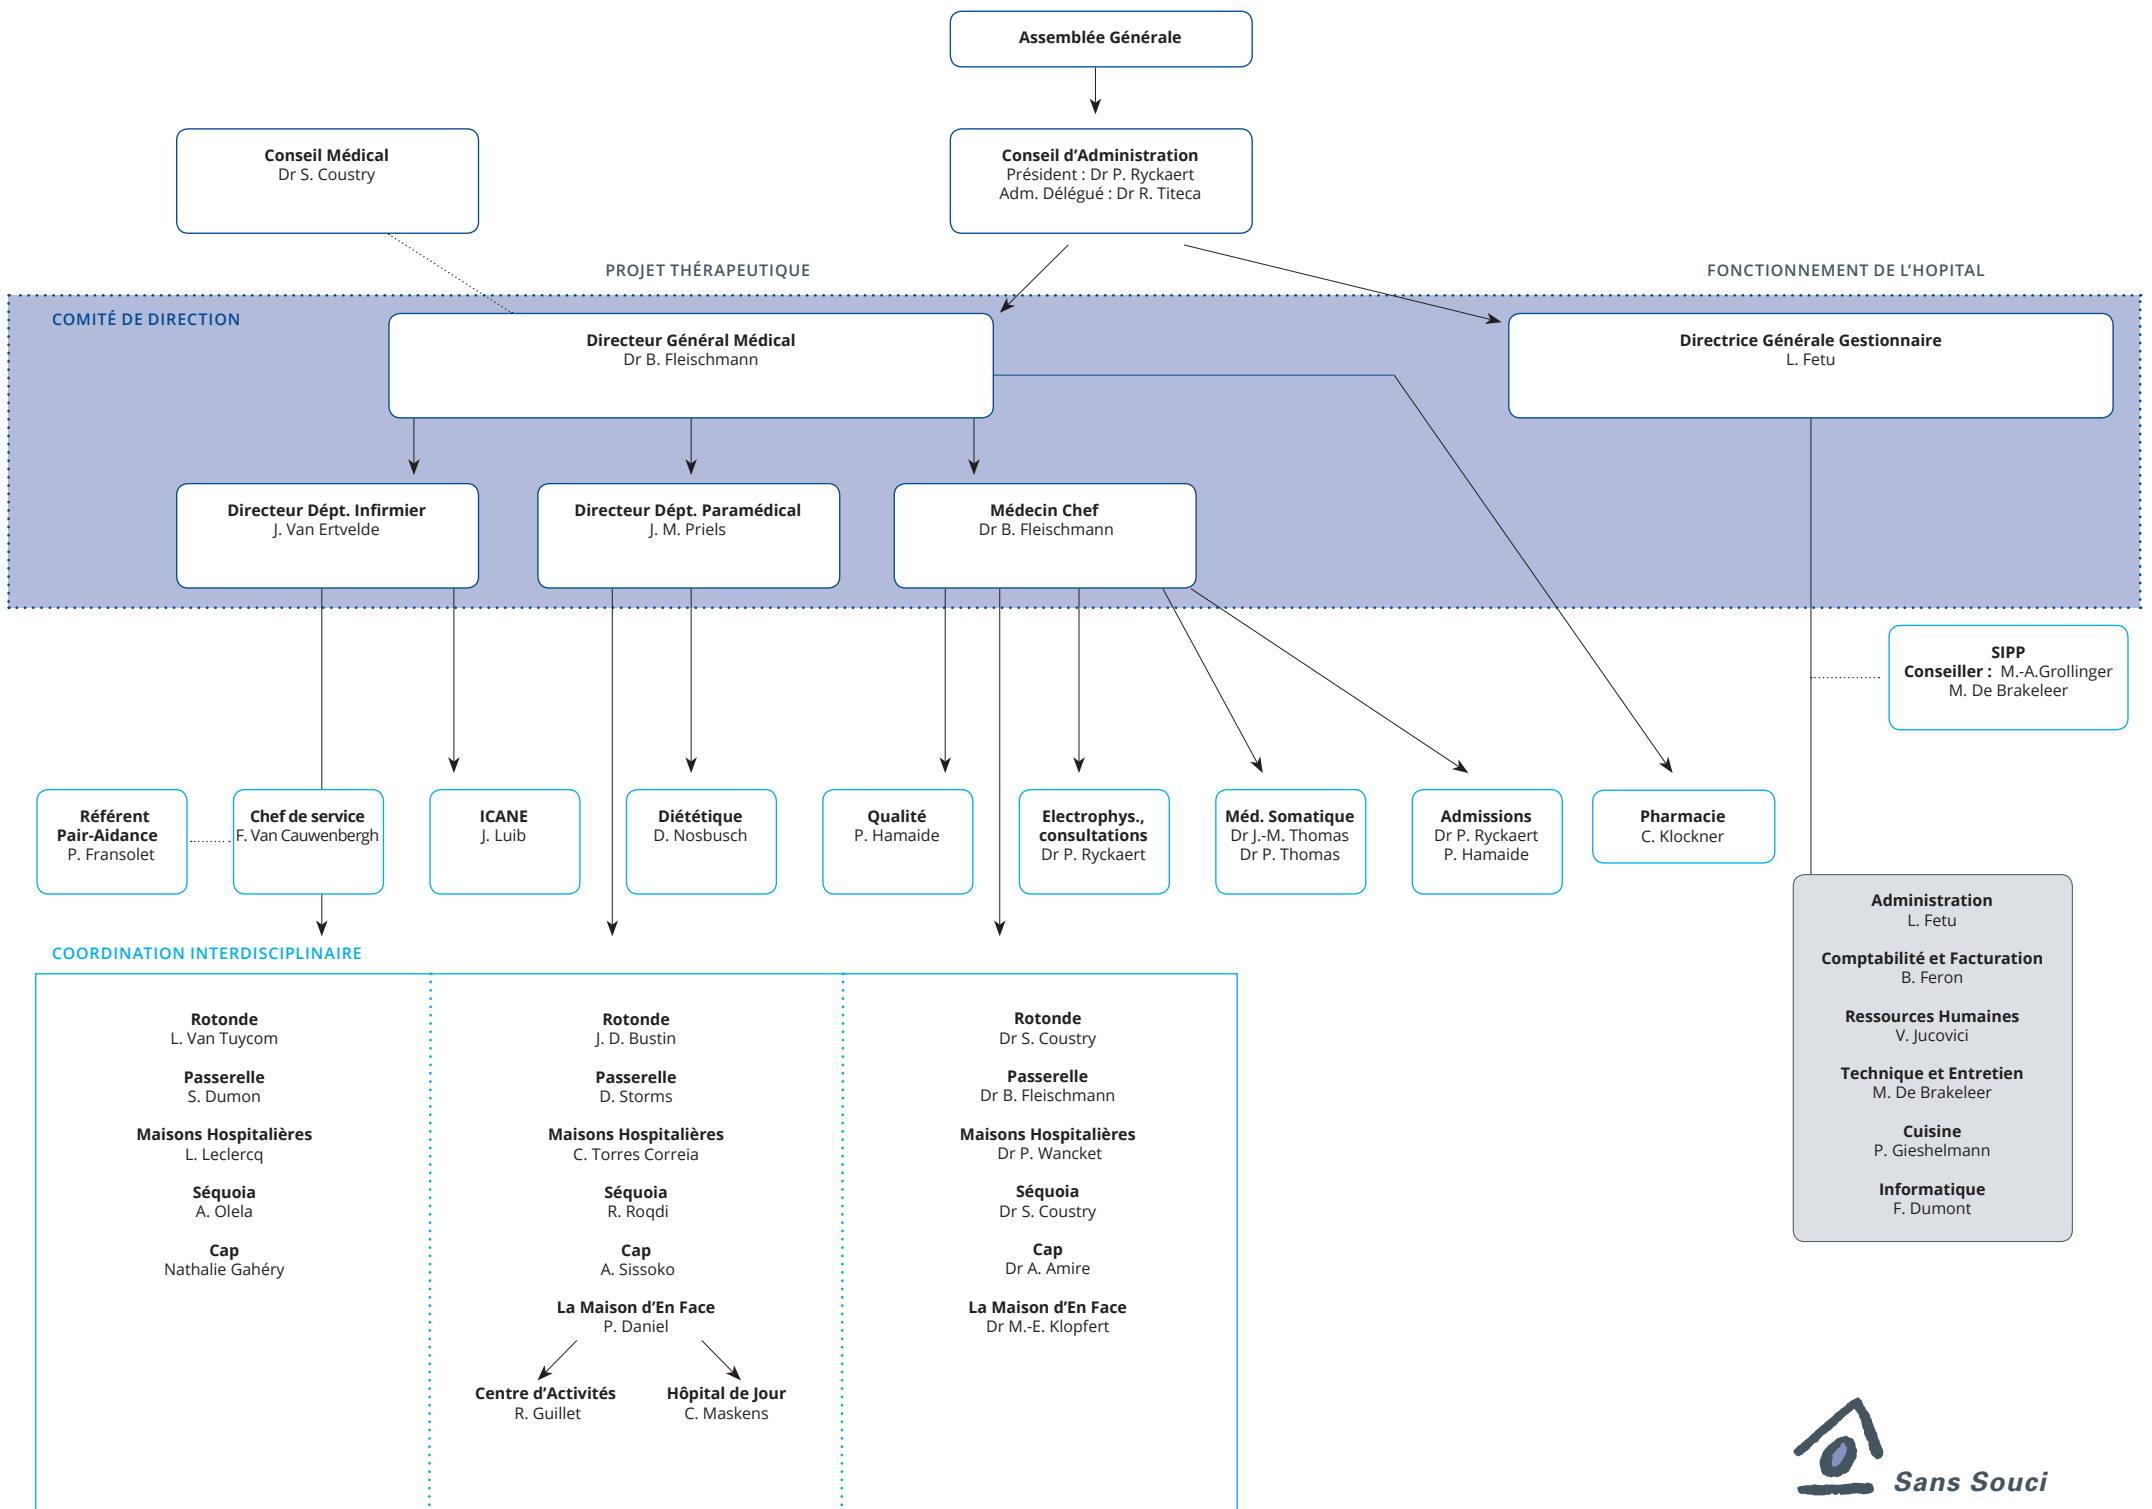 Assemblée Générale
Conseil Médical
Dr S. Coustry
Conseil d’Administration
Président : Dr P. Ryckaert
Adm. Délégué : Dr R. Titeca
PROJET THÉRAPEUTIQUE
FONCTIONNEMENT DE L’HOPITAL
COMITÉ DE DIRECTION
Directeur Général Médical
Dr B. Fleischmann
Directrice Générale Gestionnaire
L. Fetu
Directeur Dépt. Infirmier
J. Van Ertvelde
Directeur Dépt. Paramédical
J. M. Priels
Médecin Chef
Dr B. Fleischmann
SIPP
Conseiller : M.-A.Grollinger
M. De Brakeleer
Référent
Pair-Aidance
P. Fransolet
Chef de service
F. Van Cauwenbergh
ICANE
J. Luib
Diététique
D. Nosbusch
Qualité
P. Hamaide
Electrophys.,
consultations
Dr P. Ryckaert
Méd. Somatique
Dr J.-M. Thomas
Dr P. Thomas
Admissions
Dr P. Ryckaert
P. Hamaide
Pharmacie
C. Klockner
Administration
L. Fetu
Comptabilité et Facturation
B. Feron
Ressources Humaines
V. Jucovici
Technique et Entretien
M. De Brakeleer
Cuisine
P. Gieshelmann
Informatique
F. Dumont
COORDINATION INTERDISCIPLINAIRE
Rotonde
L. Van Tuycom
Passerelle
S. Dumon
Maisons Hospitalières
L. Leclercq
Séquoia
A. Olela
Cap
Nathalie Gahéry
Rotonde
J. D. Bustin
Passerelle
D. Storms
Maisons Hospitalières
C. Torres Correia
Séquoia
R. Roqdi
Cap
A. Sissoko
La Maison d’En Face
P. Daniel
Centre d’Activités
R. Guillet
Hôpital de Jour
C. Maskens
Rotonde
Dr S. Coustry
Passerelle
Dr B. Fleischmann
Maisons Hospitalières
Dr P. Wancket
Séquoia
Dr S. Coustry
Cap
Dr A. Amire
La Maison d’En Face
Dr M.-E. Klopfert
Sans Souci